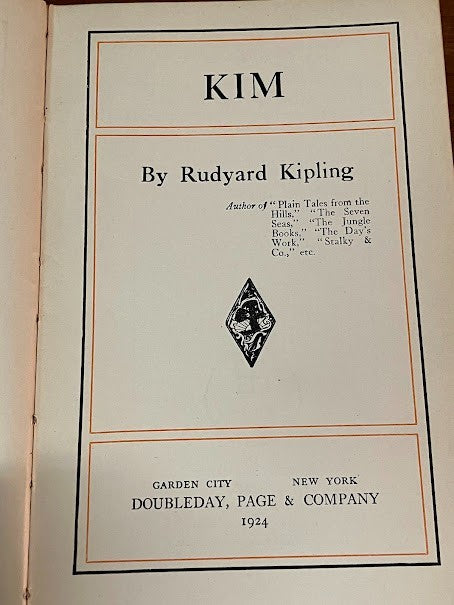 KIM
By Rudyard Kipling
Author of "Plain Tales from the
Hills," "The Seven
Seas," "The Jungle
Books," "The Day's
Work," "Stalky &
Co.," etc.
GARDEN CITY NEW YORK
DOUBLEDAY, PAGE & COMPANY
1924